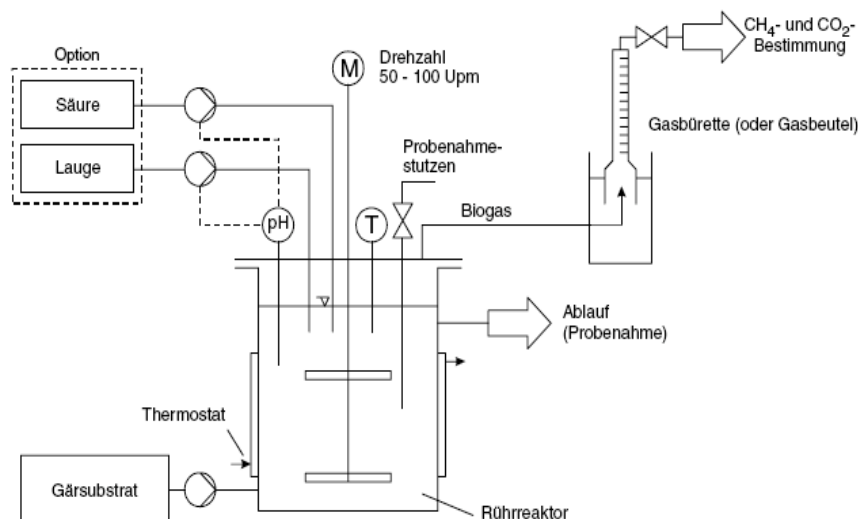 Option
Säure
Lauge
M
Drehzahl
50 - 100 Upm
CH₄- und CO₂-
Bestimmung
Gasbürette (oder Gasbeutel)
Probenahme-
stutzen
Biogas
pH
T
Ablauf
(Probenahme)
Thermostat
Gärsubstrat
Rührreaktor